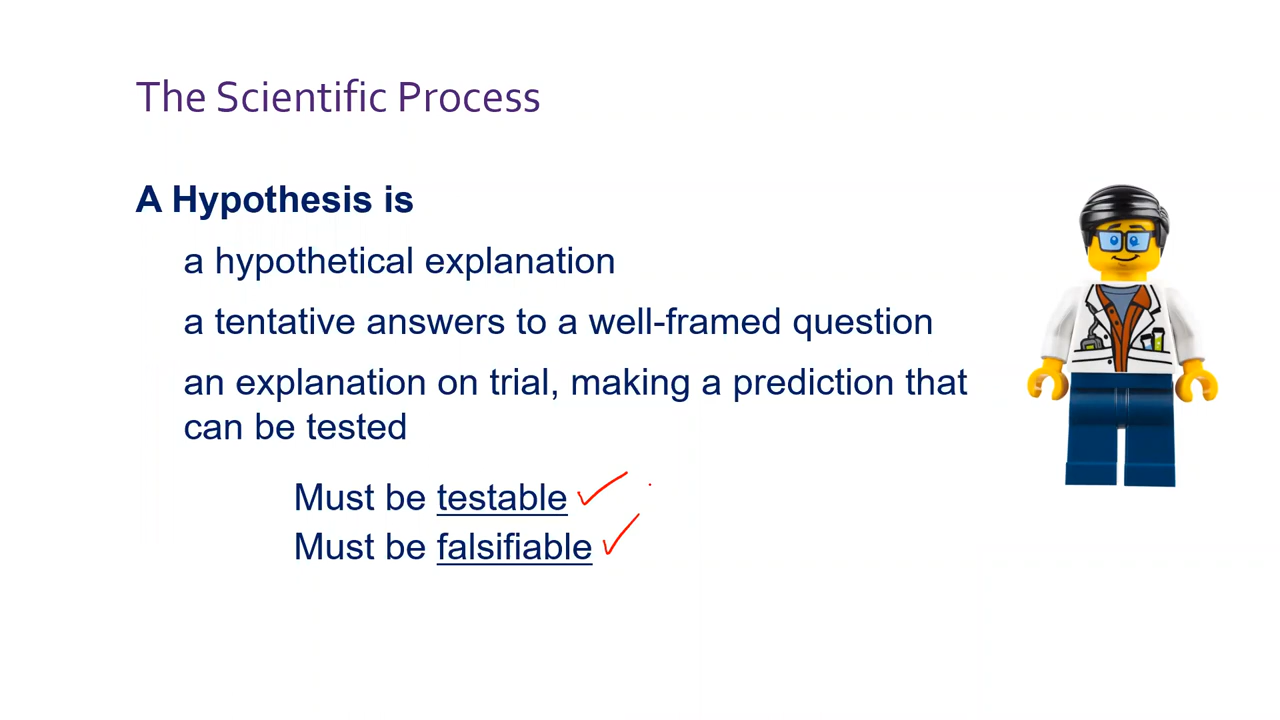 The Scientific Process
A Hypothesis is
a hypothetical explanation
a tentative answers to a well-framed question
an explanation on trial, making a prediction that
can be tested
Must be testable
Must be falsifiable